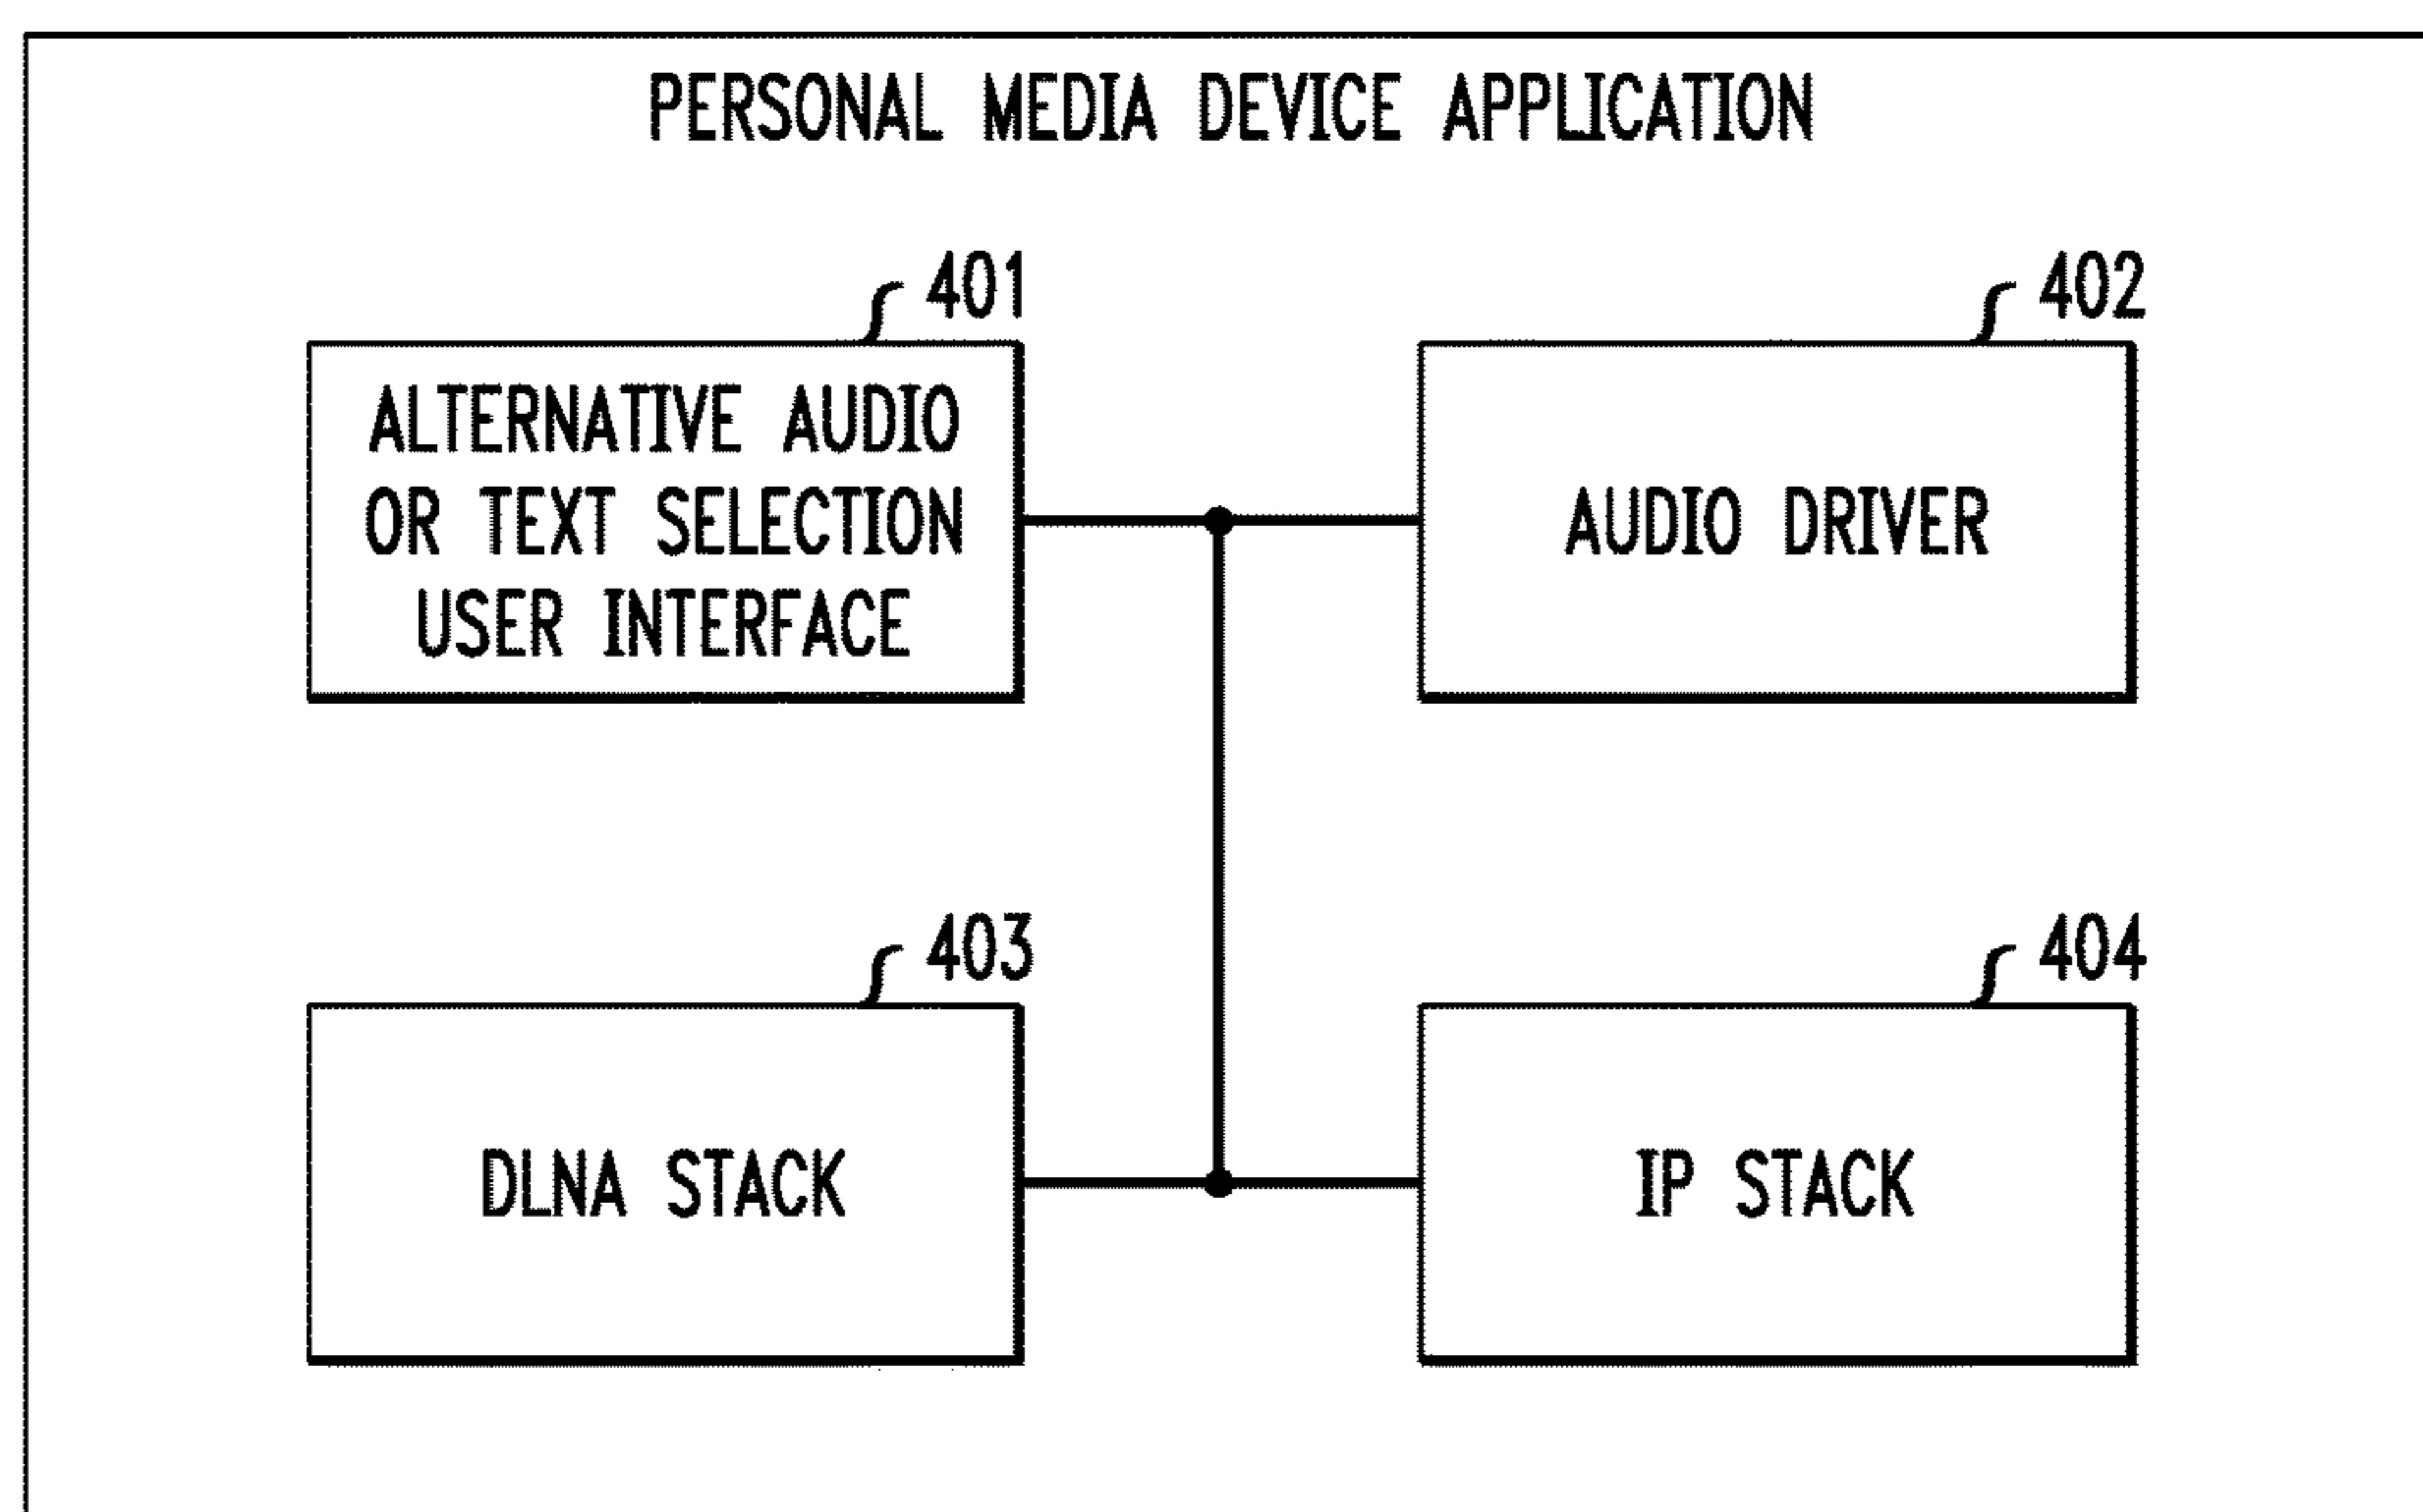 PERSONAL MEDIA DEVICE APPLICATION
401
ALTERNATIVE AUDIO
OR TEXT SELECTION
USER INTERFACE
402
AUDIO DRIVER
403
DLNA STACK
404
IP STACK